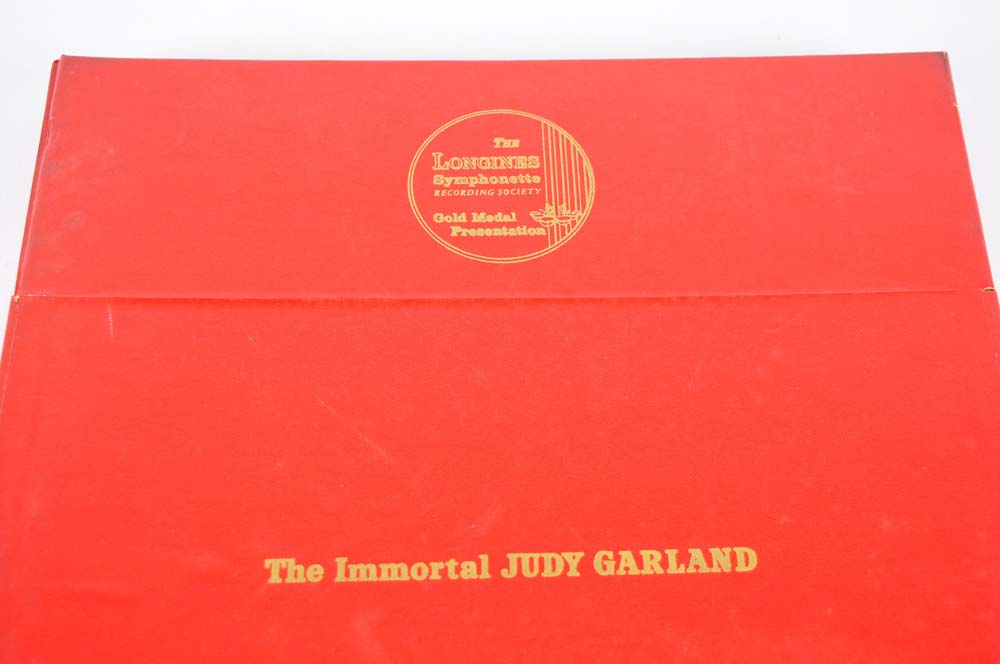 THE
LONGINES
Symphonette
RECORDING SOCIETY
Gold Medal
Presentation
The Immortal JUDY GARLAND